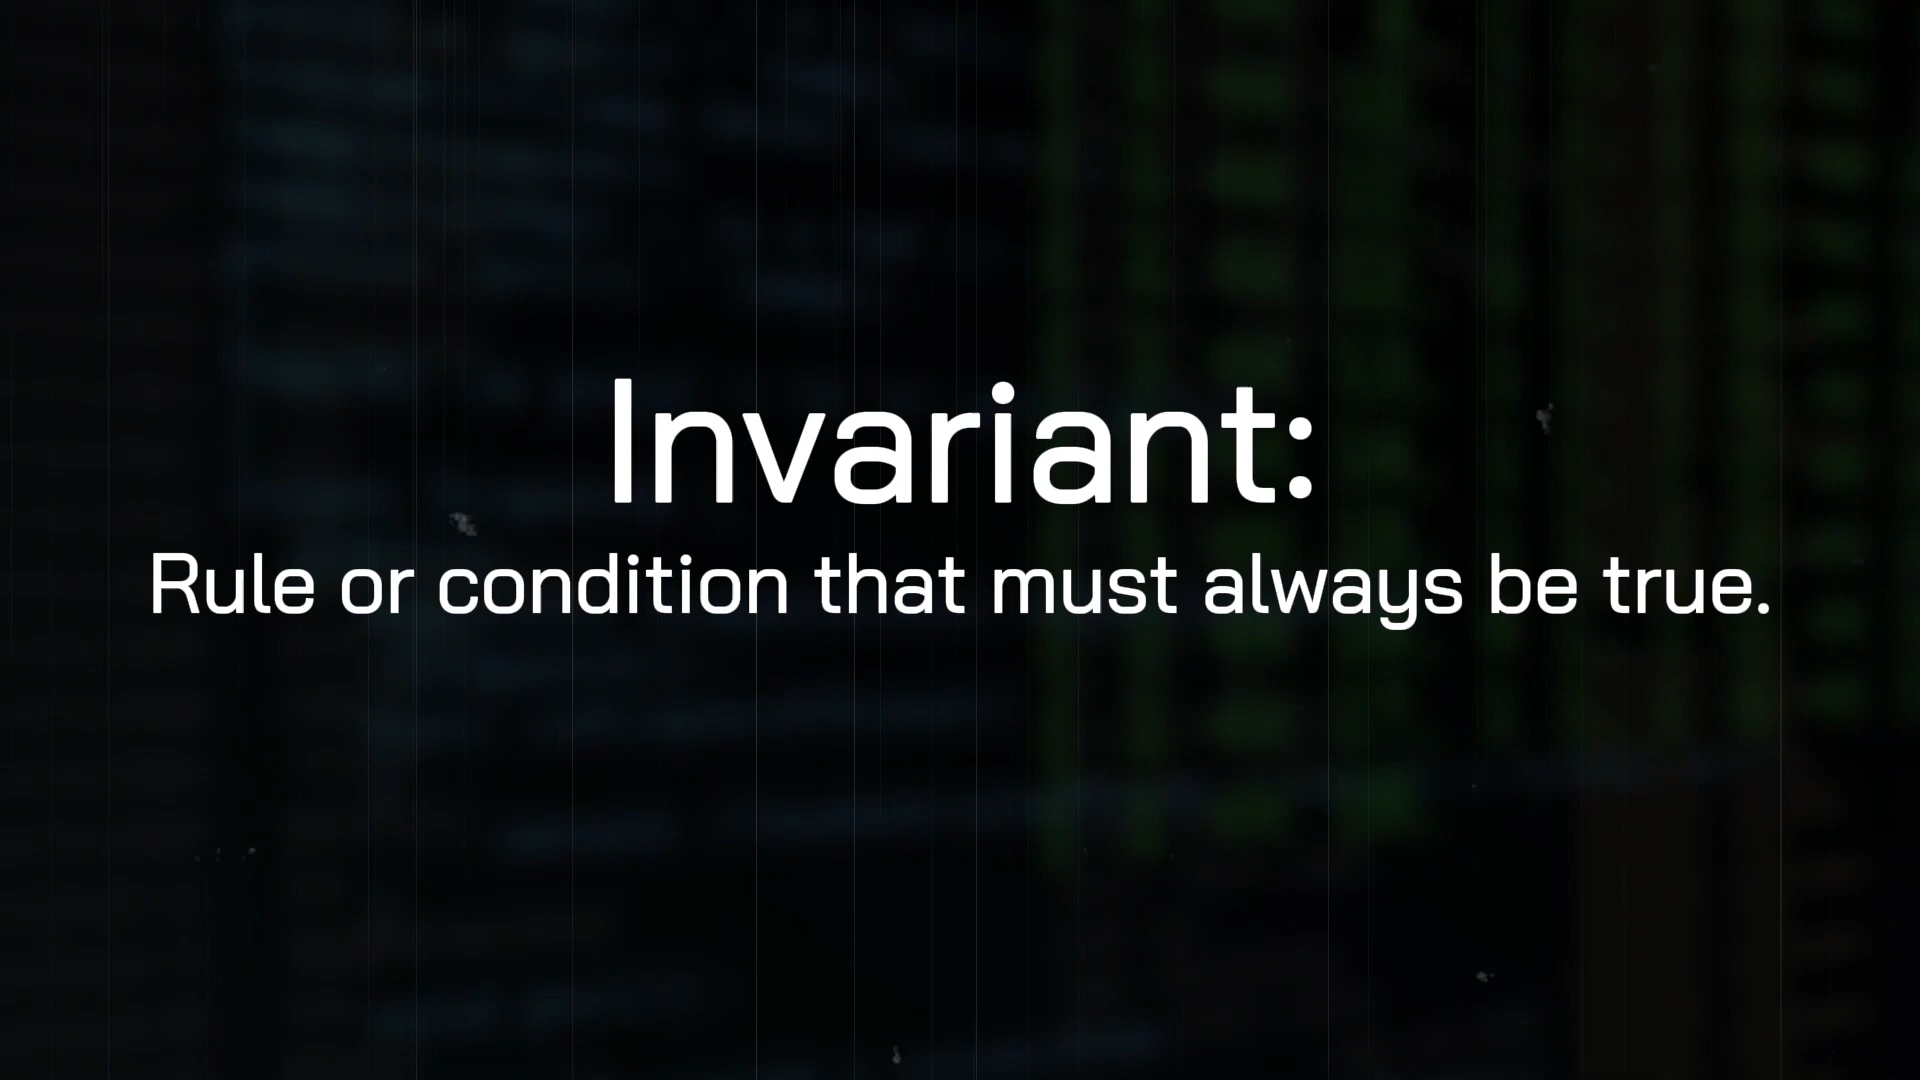 Invariant:
Rule or condition that must always be true.